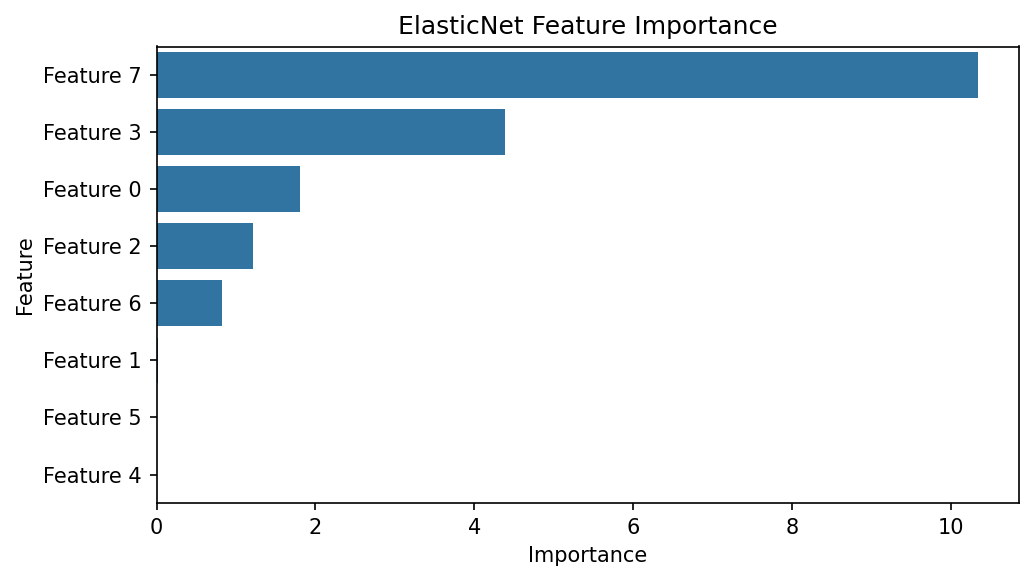 ElasticNet Feature Importance
Feature
Feature 7
Feature 3
Feature 0
Feature 2
Feature 6
Feature 1
Feature 5
Feature 4
0 2 4 6 8 10
Importance